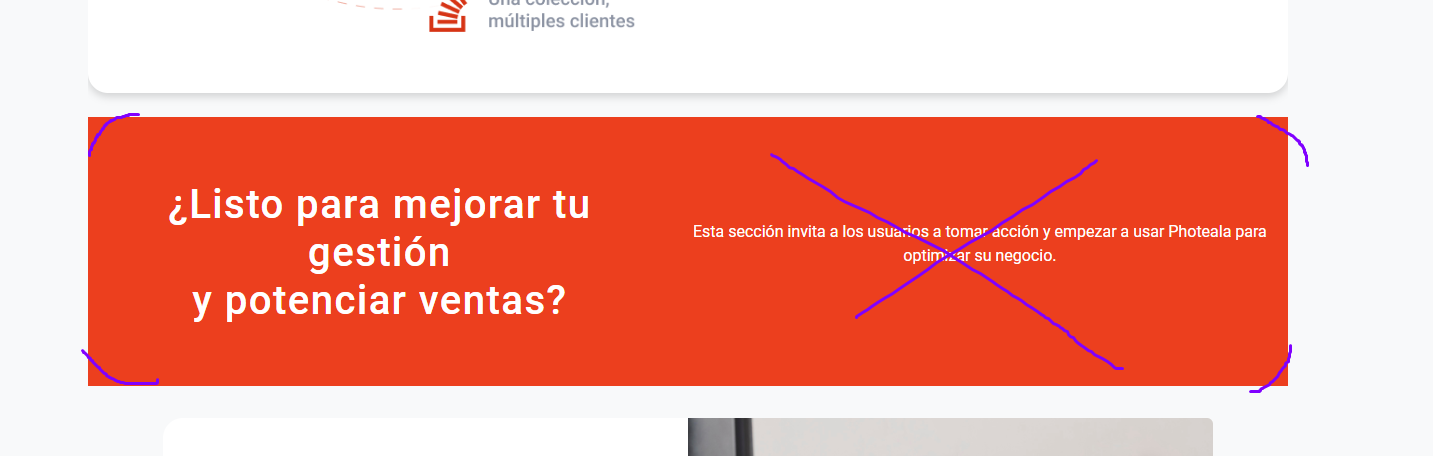 Una colección,
múltiples clientes
¿Listo para mejorar tu
gestión
y potenciar ventas?
Esta sección invita a los usuarios a tomar acción y empezar a usar Photeala para
optimizar su negocio.